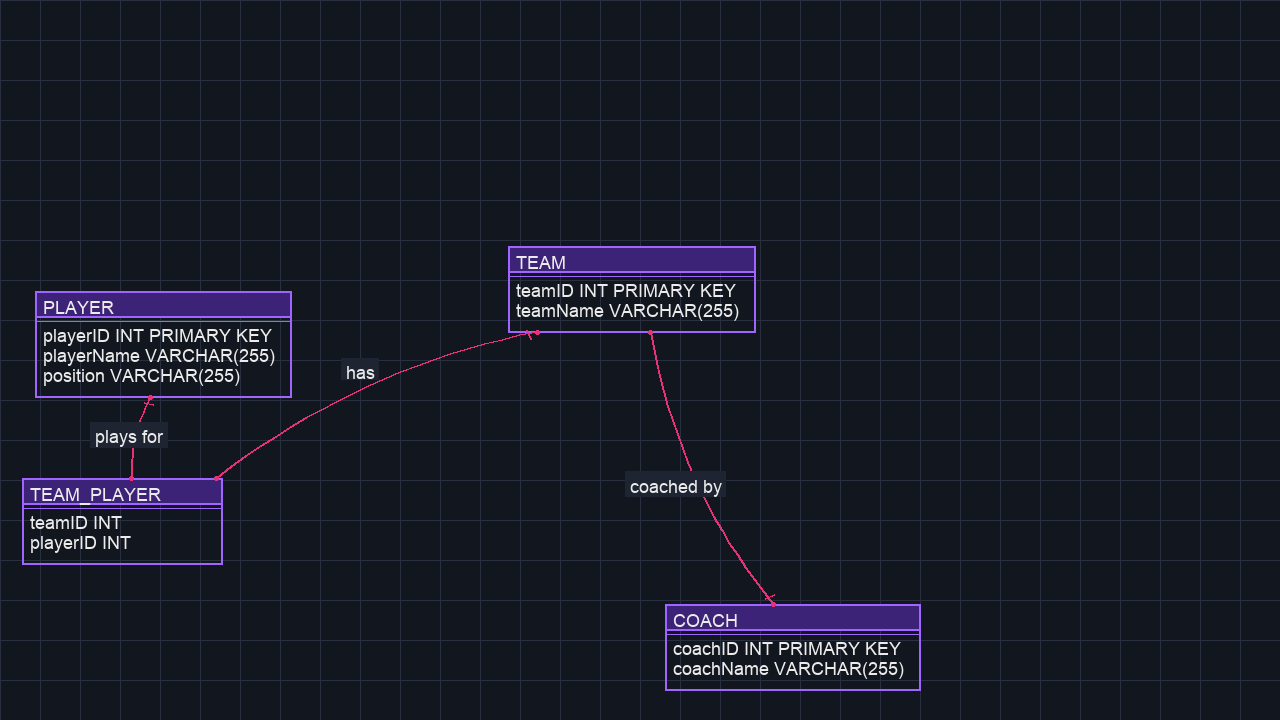 TEAM
teamID INT PRIMARY KEY
teamName VARCHAR(255)
PLAYER
playerID INT PRIMARY KEY
playerName VARCHAR(255)
position VARCHAR(255)
has
plays for
TEAM_PLAYER
teamID INT
playerID INT
coached by
COACH
coachID INT PRIMARY KEY
coachName VARCHAR(255)